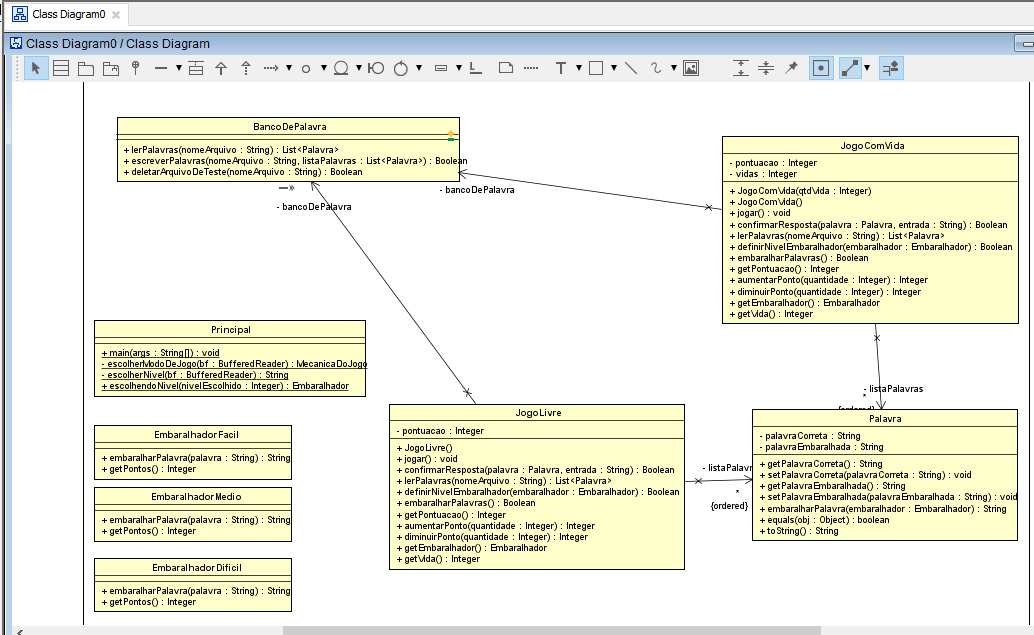 Class Diagram0
Class Diagram0 / Class Diagram
BancoDePalavra
+ lerPalavras(nomeArquivo : String) : List<Palavra>
+ escreverPalavras(nomeArquivo : String, listaPalavras : List<Palavra>) : Boolean
+ deletarArquivoDeTeste(nomeArquivo : String) : Boolean
- bancoDePalavra
- bancoDePalavra
JogoComVida
- pontuacao : Integer
- vidas : Integer
+ JogoComVida(qtdVida : Integer)
+ JogoComVida()
+ jogar() : void
+ confirmarResposta(palavra : Palavra, entrada : String) : Boolean
+ lerPalavras(nomeArquivo : String) : List<Palavra>
+ definirNivelEmbaralhador(embaralhador : Embaralhador) : Boolean
+ embaralharPalavras() : Boolean
+ getPontuacao() : Integer
+ aumentarPonto(quantidade : Integer) : Integer
+ diminuirPonto(quantidade : Integer) : Integer
+ getEmbaralhador() : Embaralhador
+ getVida() : Integer
Principal
+ main(args : String[]) : void
- escolherModoDeJogo(bf : BufferedReader) : MecanicaDoJogo
- escolherNivel(bf : BufferedReader) : String
+ escolhendoNivel(nivelEscolhido : Integer) : Embaralhador
- listaPalavras
*
{ordered}
JogoLivre
- pontuacao : Integer
+ JogoLivre()
+ jogar() : void
+ confirmarResposta(palavra : Palavra, entrada : String) : Boolean
+ lerPalavras(nomeArquivo : String) : List<Palavra>
+ definirNivelEmbaralhador(embaralhador : Embaralhador) : Boolean
+ embaralharPalavras() : Boolean
+ getPontuacao() : Integer
+ aumentarPonto(quantidade : Integer) : Integer
+ diminuirPonto(quantidade : Integer) : Integer
+ getEmbaralhador() : Embaralhador
+ getVida() : Integer
- listaPalavr
*
{ordered}
Palavra
- palavraCorreta : String
- palavraEmbaralhada : String
+ getPalavraCorreta() : String
+ setPalavraCorreta(palavraCorreta : String) : void
+ getPalavraEmbaralhada() : String
+ setPalavraEmbaralhada(palavraEmbaralhada : String) : void
+ embaralharPalavra(embaralhador : Embaralhador) : String
+ equals(obj : Object) : boolean
+ toString() : String
EmbaralhadorFacil
+ embaralharPalavra(palavra : String) : String
+ getPontos() : Integer
EmbaralhadorMedio
+ embaralharPalavra(palavra : String) : String
+ getPontos() : Integer
EmbaralhadorDificil
+ embaralharPalavra(palavra : String) : String
+ getPontos() : Integer